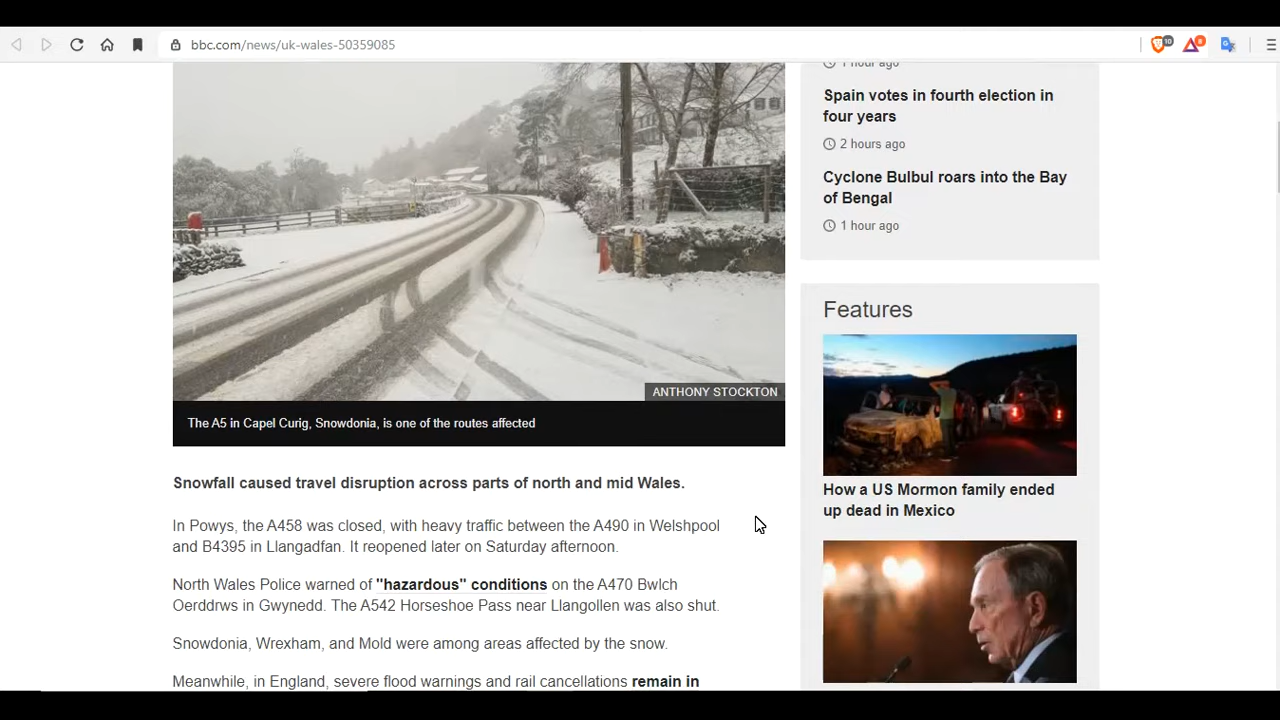 bbc.com/news/uk-wales-50359085
10
8
1 hour ago
Spain votes in fourth election in
four years
2 hours ago
Cyclone Bulbul roars into the Bay
of Bengal
1 hour ago
ANTHONY STOCKTON
The A5 in Capel Curig, Snowdonia, is one of the routes affected
Snowfall caused travel disruption across parts of north and mid Wales.
In Powys, the A458 was closed, with heavy traffic between the A490 in Welshpool
and B4395 in Llangadfan. It reopened later on Saturday afternoon.
North Wales Police warned of "hazardous" conditions on the A470 Bwlch
Oerddrws in Gwynedd. The A542 Horseshoe Pass near Llangollen was also shut.
Snowdonia, Wrexham, and Mold were among areas affected by the snow.
Meanwhile, in England, severe flood warnings and rail cancellations remain in
Features
How a US Mormon family ended
up dead in Mexico